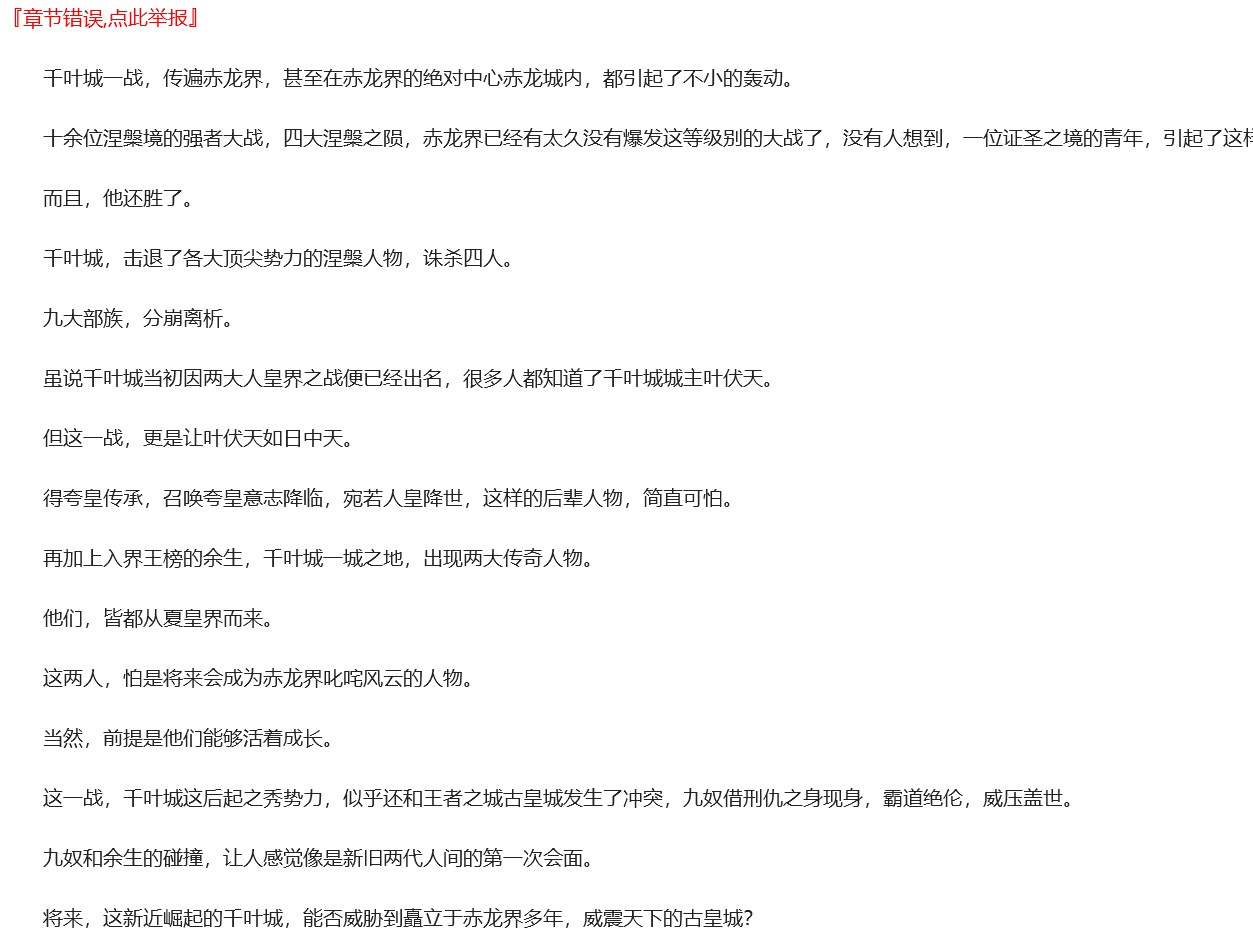 『章节错误,点此举报』
千叶城一战，传遍赤龙界，甚至在赤龙界的绝对中心赤龙城内，都引起了不小的轰动。
十余位涅槃境的强者大战，四大涅槃之陨，赤龙界已经有太久没有爆发这等级别的大战了，没有人想到，一位证圣之境的青年，引起了这样
而且，他还胜了。
千叶城，击退了各大顶尖势力的涅槃人物，诛杀四人。
九大部族，分崩离析。
虽说千叶城当初因两大人皇界之战便已经出名，很多人都知道了千叶城城主叶伏天。
但这一战，更是让叶伏天如日中天。
得夸皇传承，召唤夸皇意志降临，宛若人皇降世，这样的后辈人物，简直可怕。
再加上入界王榜的余生，千叶城一城之地，出现两大传奇人物。
他们，皆都从夏皇界而来。
这两人，怕是将来会成为赤龙界叱咤风云的人物。
当然，前提是他们能够活着成长。
这一战，千叶城这后起之秀势力，似乎还和王者之城古皇城发生了冲突，九奴借刑仇之身现身，霸道绝伦，威压盖世。
九奴和余生的碰撞，让人感觉像是新旧两代人间的第一次会面。
将来，这新近崛起的千叶城，能否威胁到矗立于赤龙界多年，威震天下的古皇城？